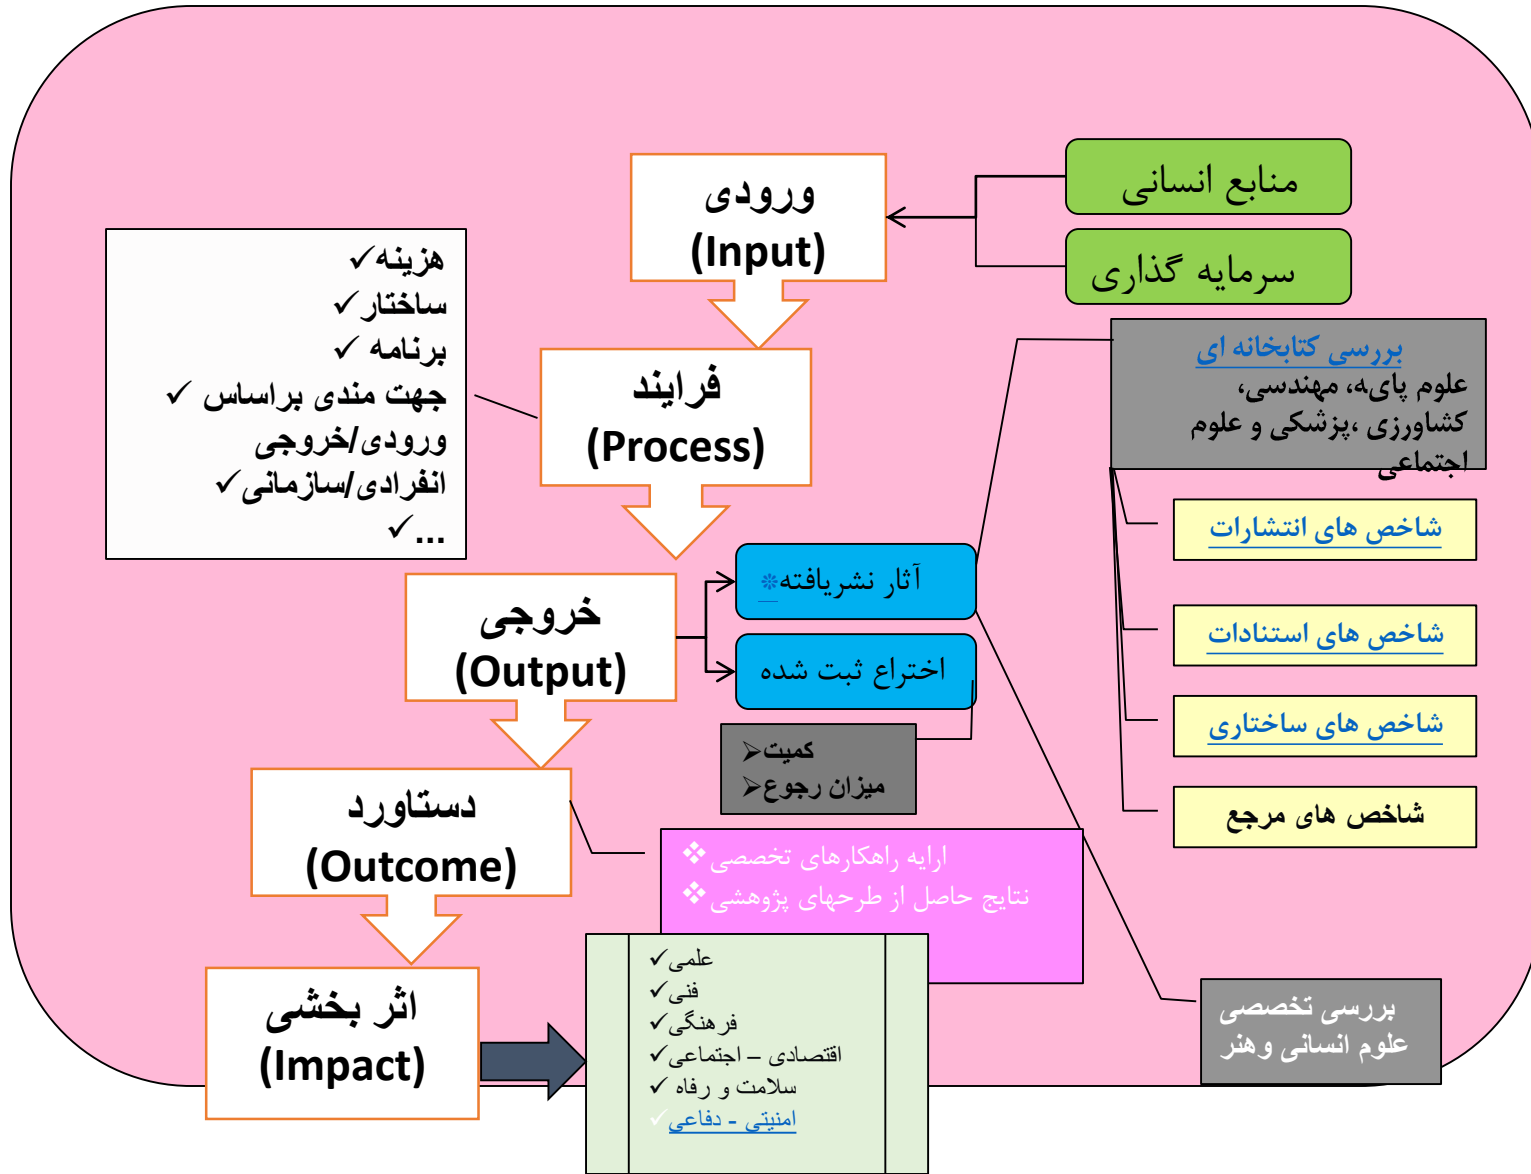 ورودی
(Input)
منابع انسانی
سرمایه گذاری
هزینه
ساختار
برنامه
جهت مندی براساس
ورودی/خروجی
انفرادی/سازمانی
...
فرایند
(Process)
بررسی کتابخانه ای
علوم پایه، مهندسی،
کشاورزی ،پزشکی و علوم
اجتماعی
شاخص های انتشارات
شاخص های استنادات
شاخص های ساختاری
شاخص های مرجع
خروجی
(Output)
آثار نشریافته*
اختراع ثبت شده
کمیت
میزان رجوع
دستاورد
(Outcome)
ارایه راهکارهای تخصصی
نتایج حاصل از طرحهای پژوهشی
اثر بخشی
(Impact)
علمی
فنی
فرهنگی
اقتصادی – اجتماعی
سلامت و رفاه
امنیتی - دفاعی
بررسی تخصصی
علوم انسانی وهنر